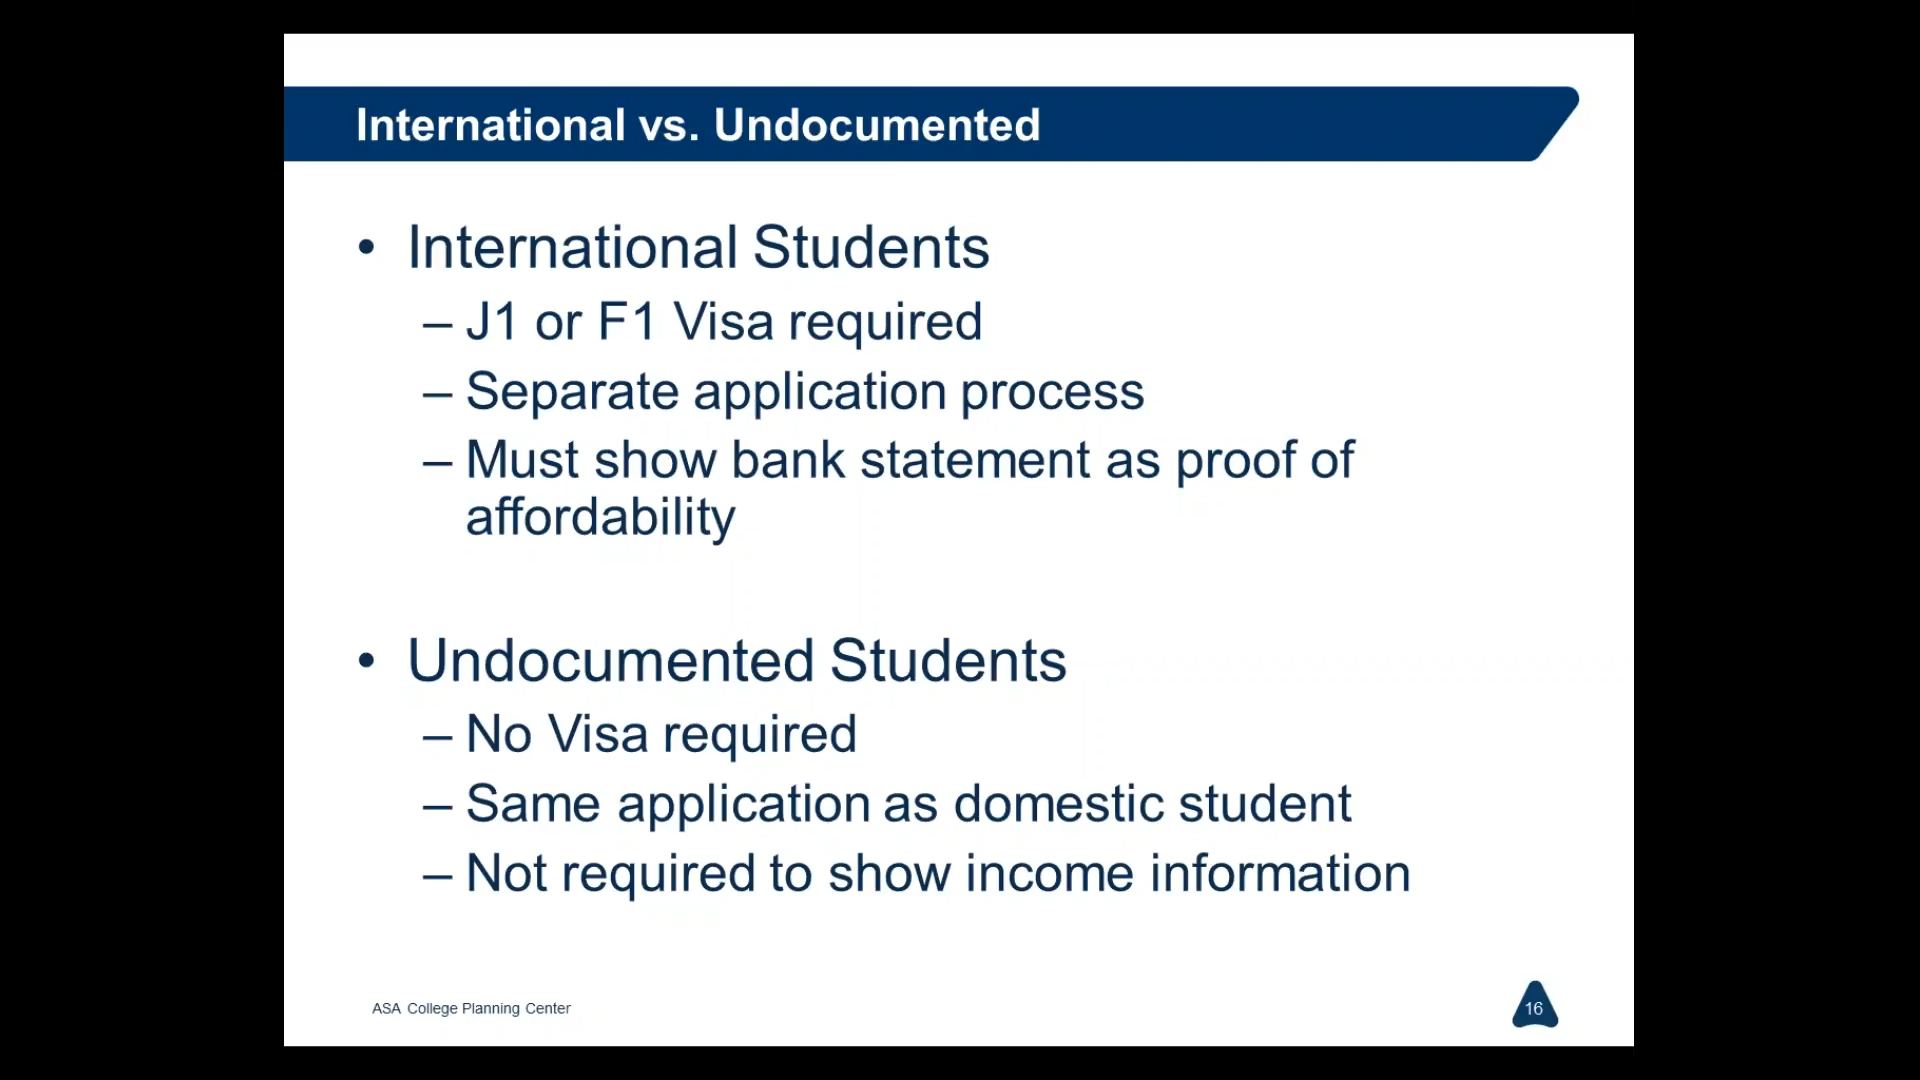 International vs. Undocumented
• International Students
– J1 or F1 Visa required
– Separate application process
– Must show bank statement as proof of
affordability
• Undocumented Students
– No Visa required
– Same application as domestic student
– Not required to show income information
ASA College Planning Center
16